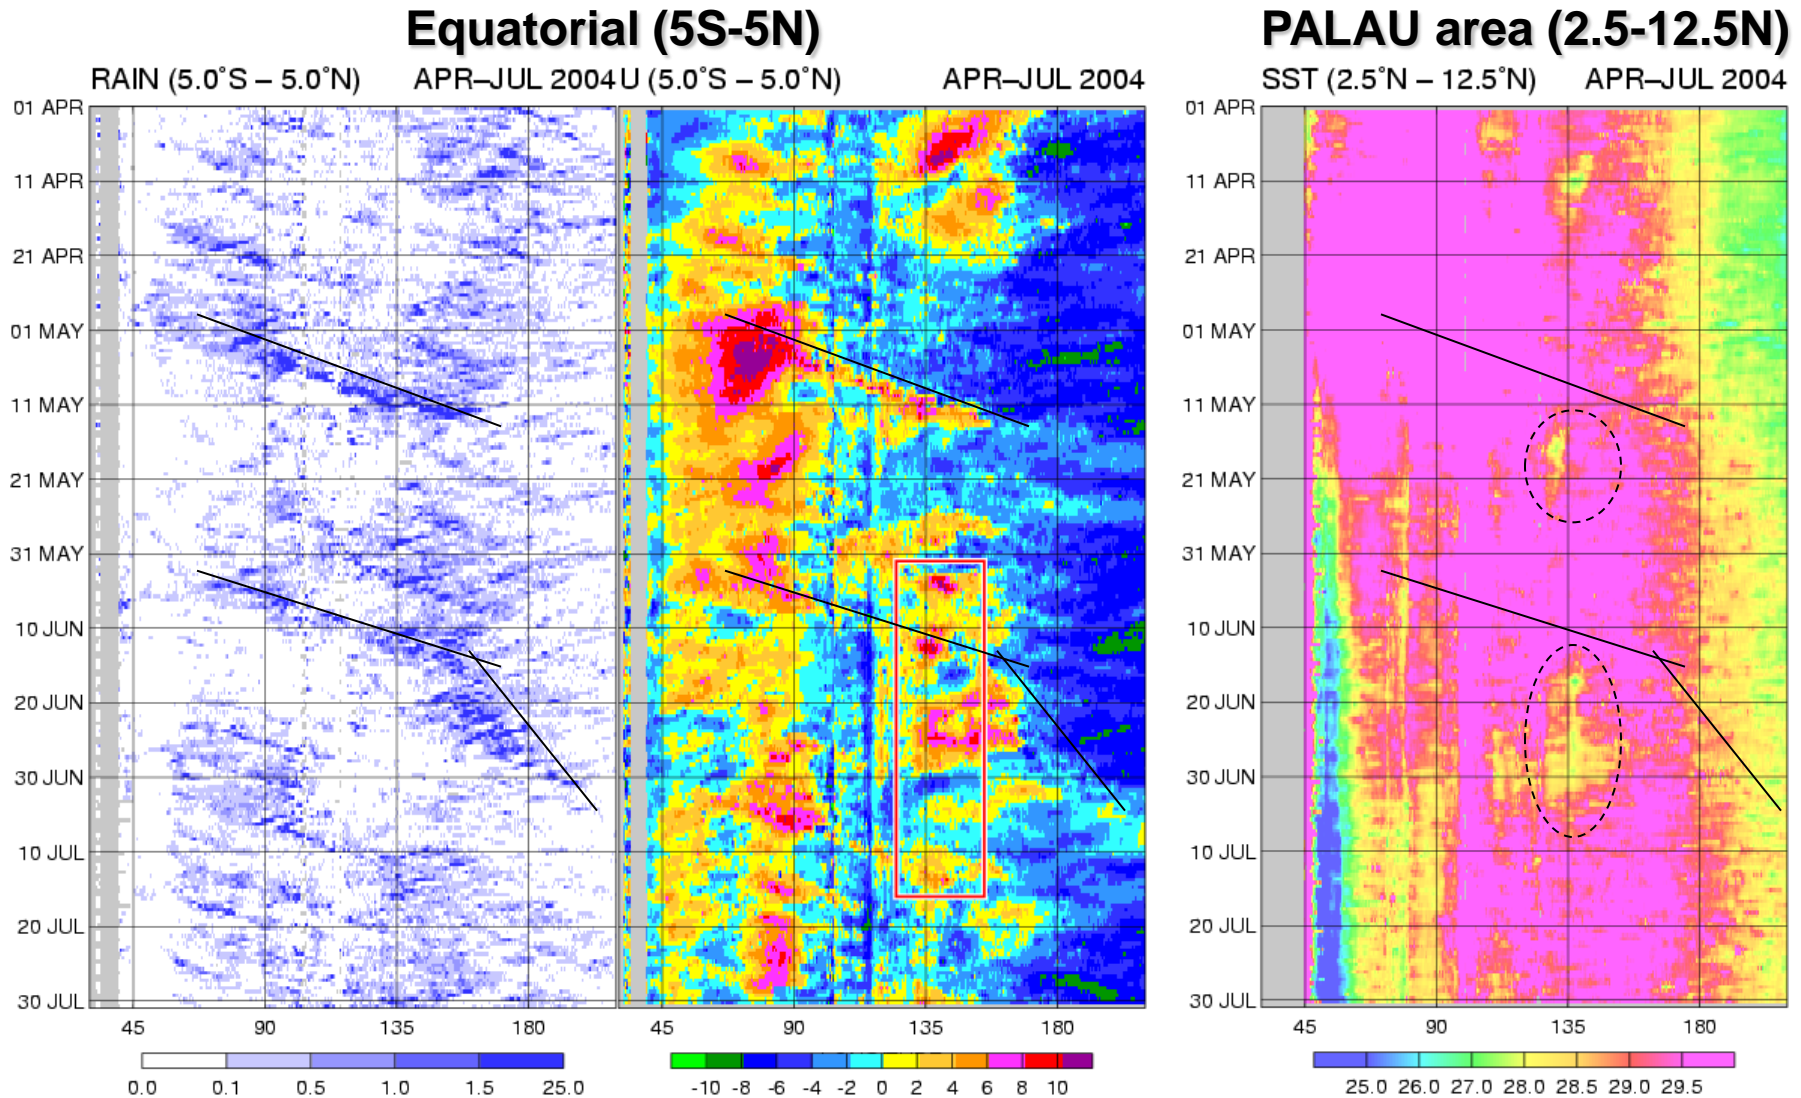 Equatorial (5S-5N)
PALAU area (2.5-12.5N)
RAIN (5.0°S – 5.0°N) APR–JUL 2004
U (5.0°S – 5.0°N) APR–JUL 2004
SST (2.5°N – 12.5°N) APR–JUL 2004
01 APR
11 APR
21 APR
01 MAY
11 MAY
21 MAY
31 MAY
10 JUN
20 JUN
30 JUN
10 JUL
20 JUL
30 JUL
45 90 135 180
0.0 0.1 0.5 1.0 1.5 25.0
45 90 135 180
-10 -8 -6 -4 -2 0 2 4 6 8 10
01 APR
11 APR
21 APR
01 MAY
11 MAY
21 MAY
31 MAY
10 JUN
20 JUN
30 JUN
10 JUL
20 JUL
30 JUL
45 90 135 180
25.0 26.0 27.0 28.0 28.5 29.0 29.5